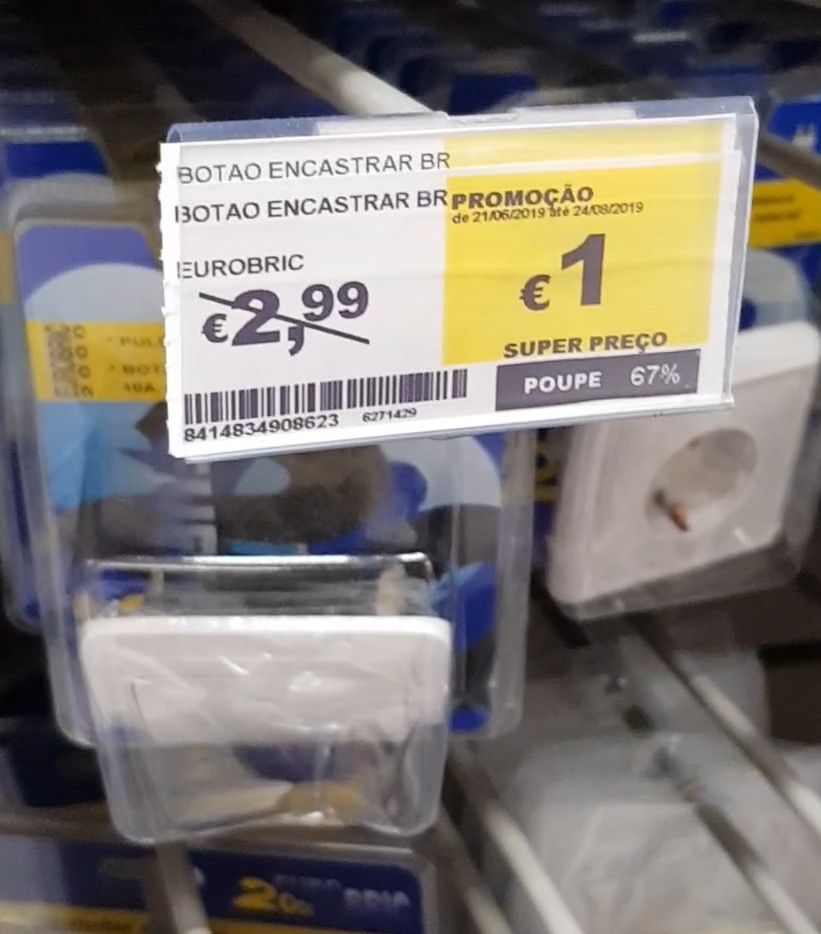 BOTAO ENCASTRAR BR
BOTAO ENCASTRAR BR
PROMOÇÃO
de 21/06/2019 até 24/08/2019
EUROBRIC
€2,99
€1
SUPER PREÇO
POUPE 67%
8414834908623 6271429
EUROBRIC